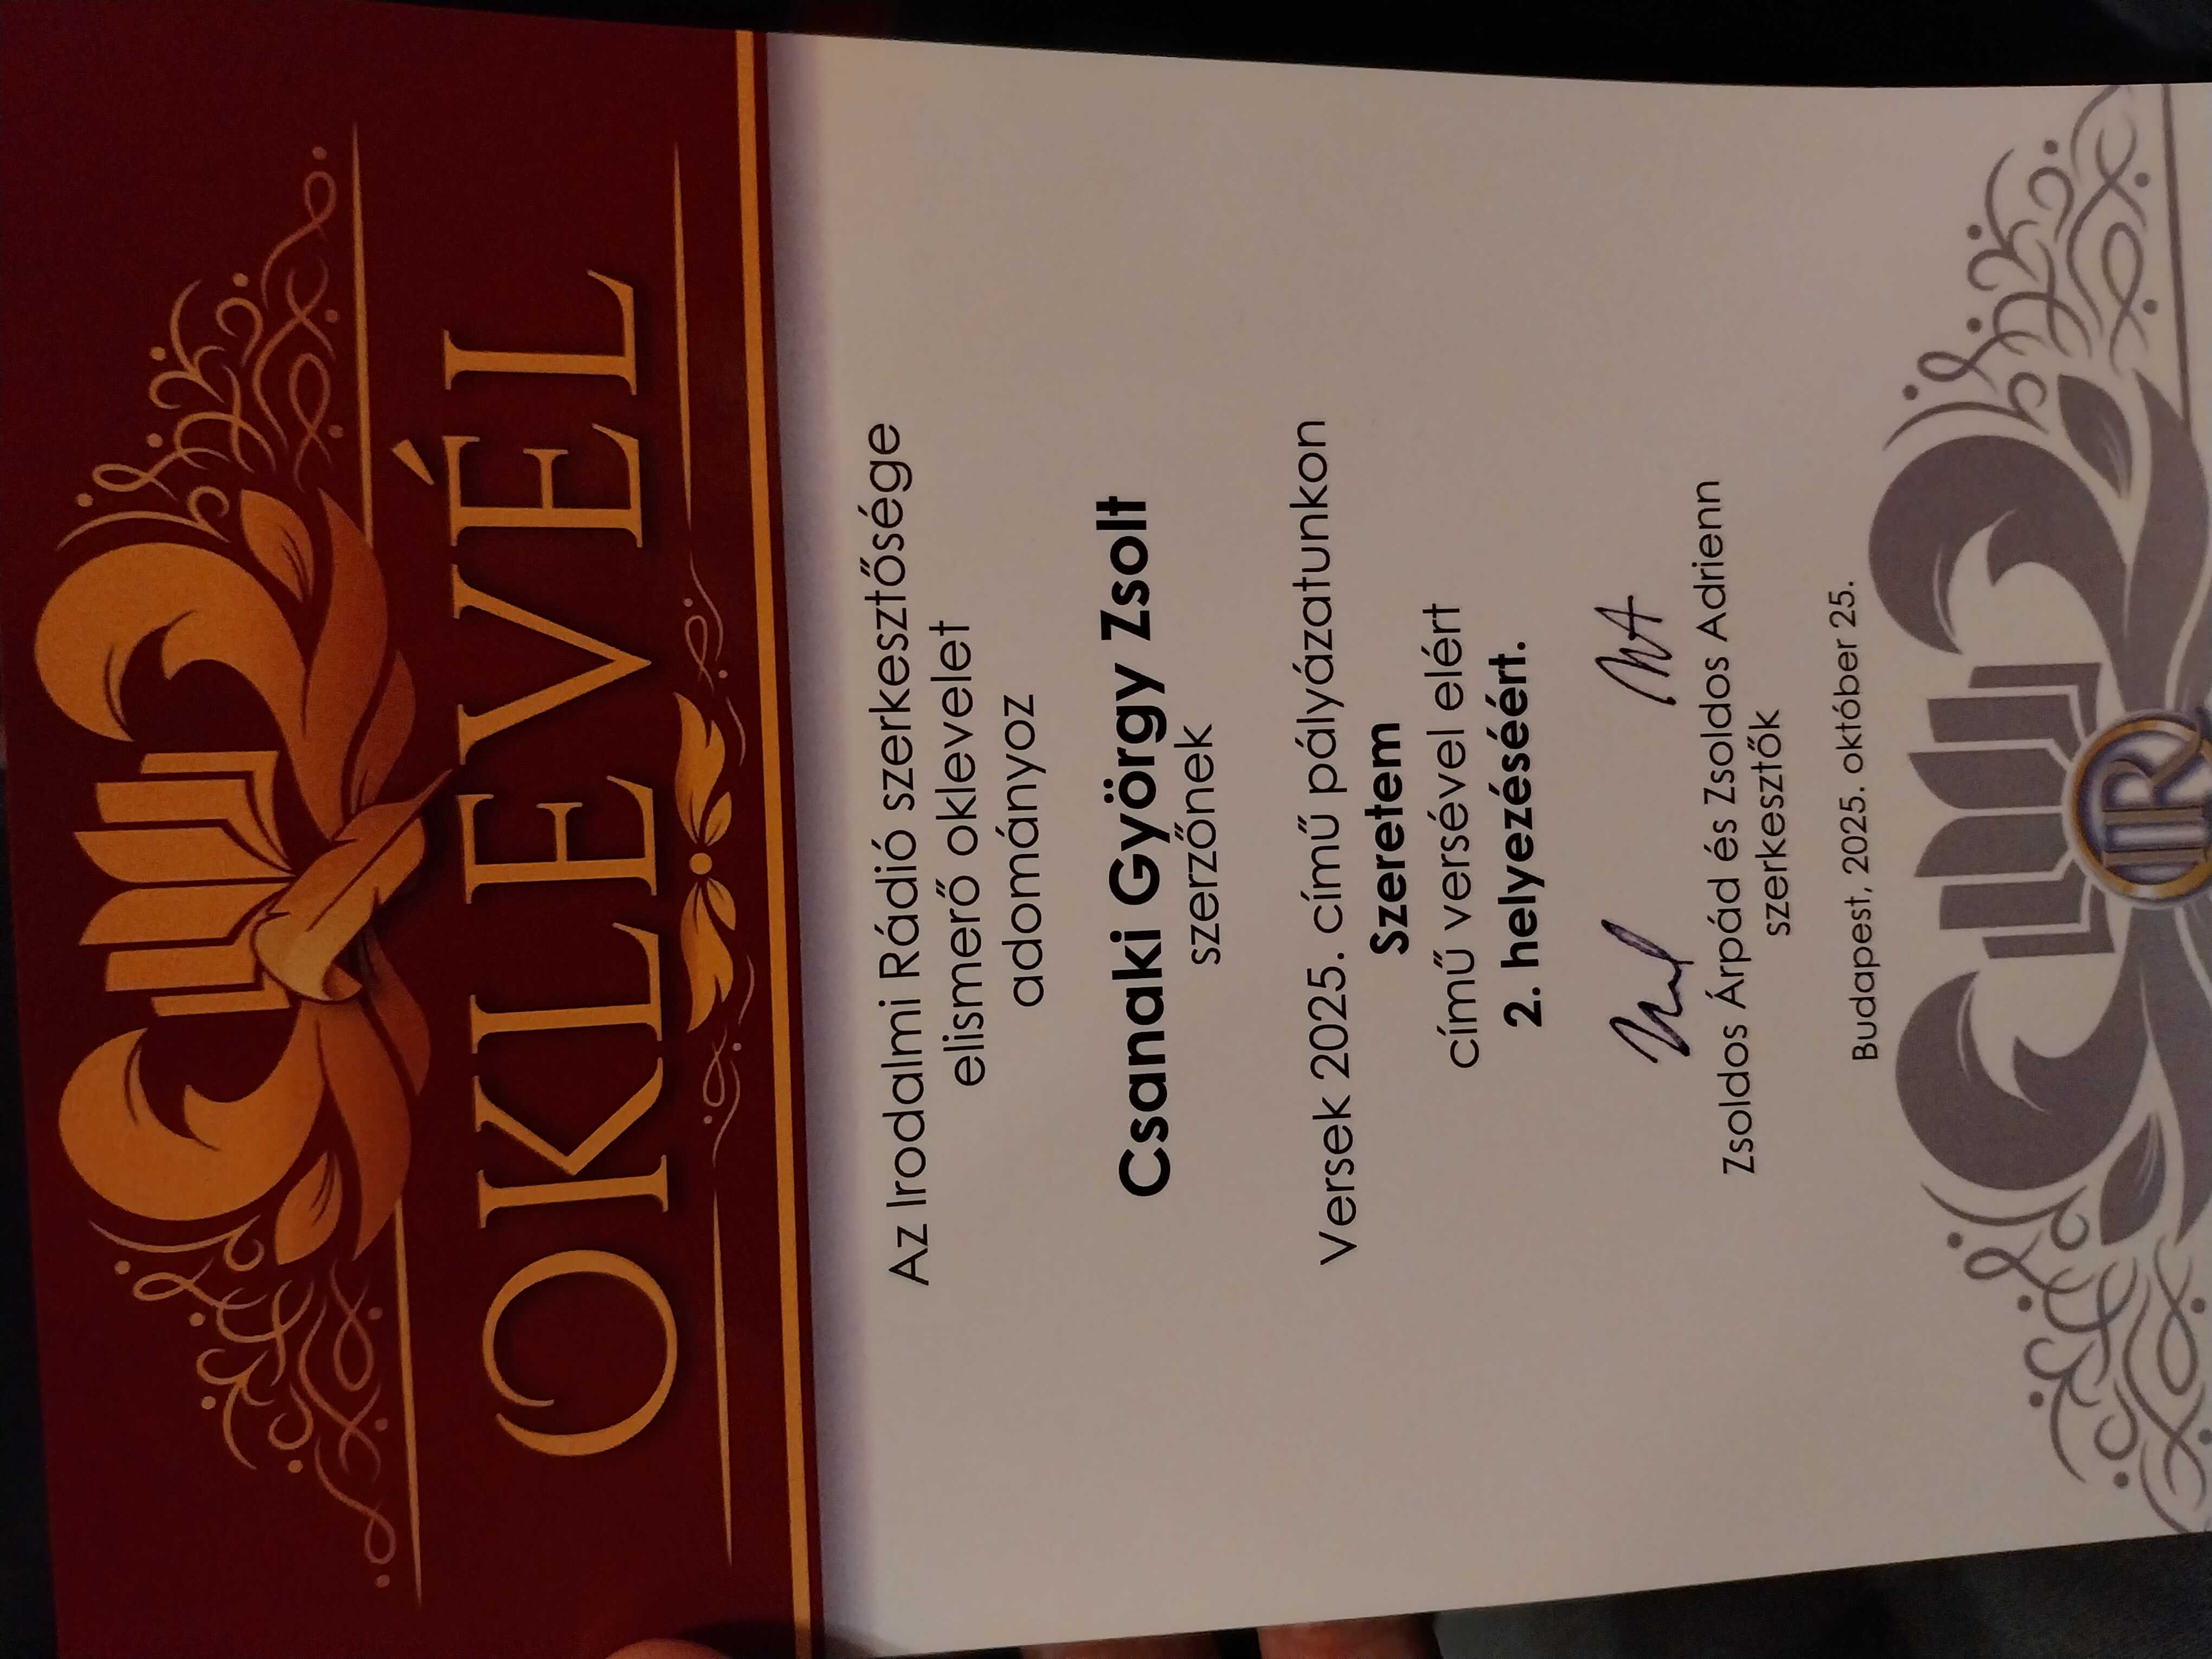 OKLEVÉL
Az Irodalmi Rádió szerkesztősége
elismerő oklevelet
adományoz
Csanaki György Zsolt
szerzőnek
Versek 2025. című pályázatunkon
Szeretem
című versével elért
2. helyezéséért.
Zsoldos Árpád és Zsoldos Adrienn
szerkesztők
Budapest, 2025. október 25.
IR